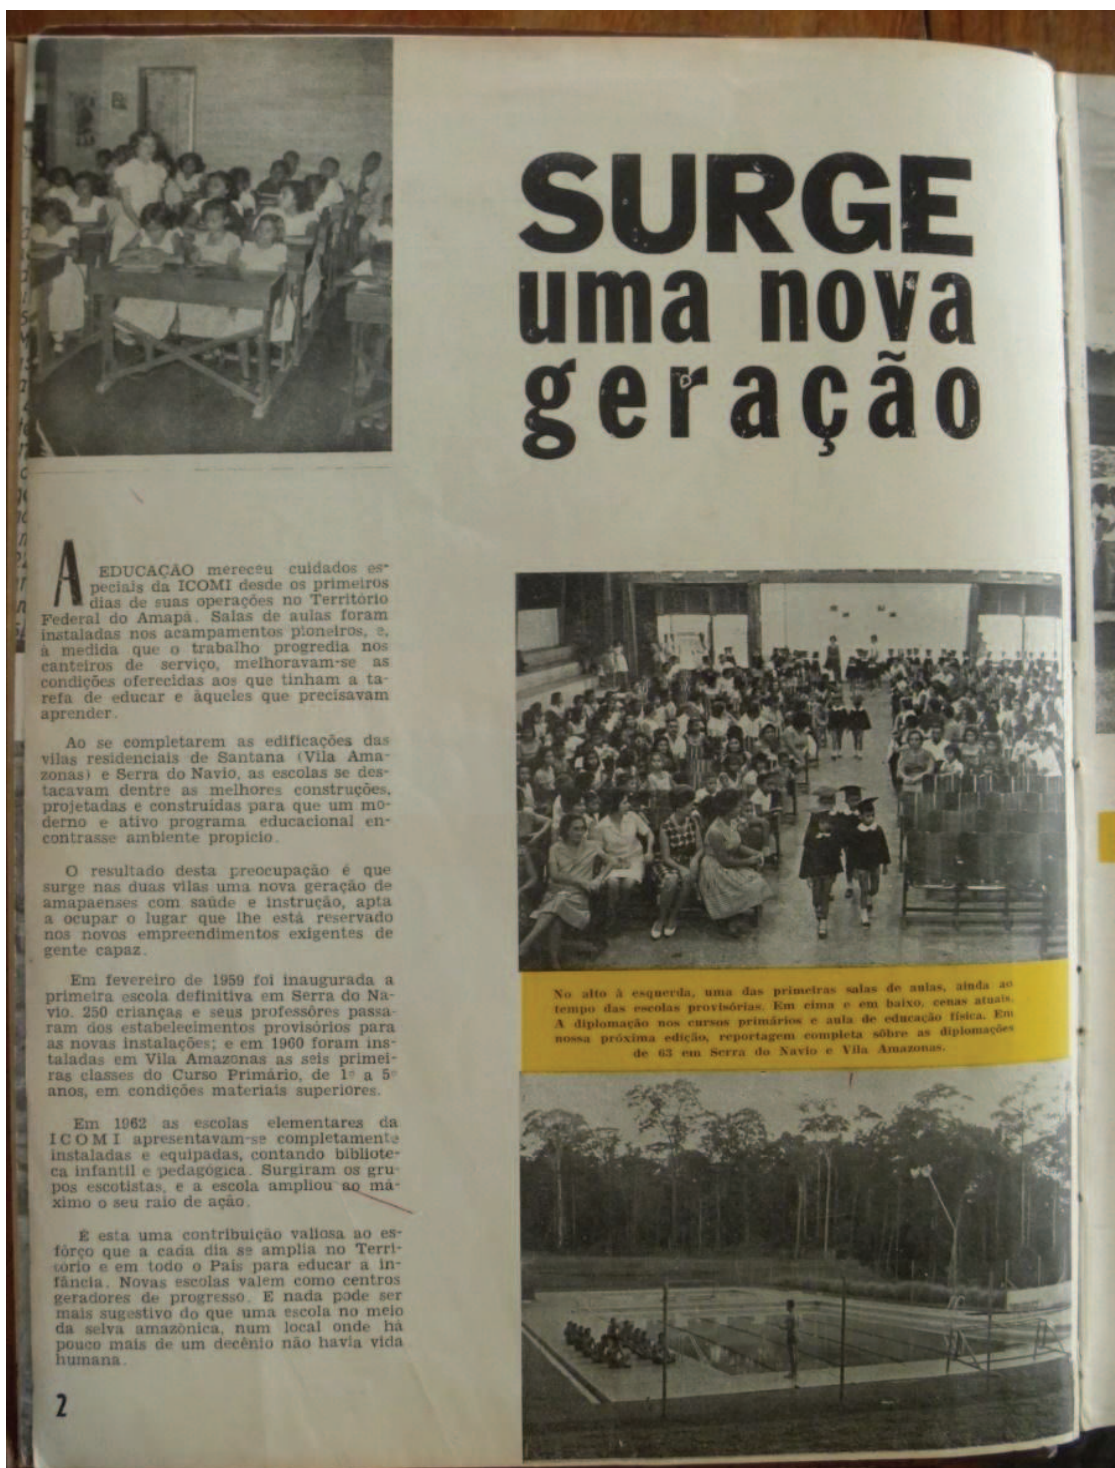 SURGE
uma nova
geração
A EDUCAÇÃO mereceu cuidados es-
peciais da ICOMI desde os primeiros
dias de suas operações no Território
Federal do Amapá. Salas de aulas foram
instaladas nos acampamentos pioneiros, e,
à medida que o trabalho progredia nos
canteiros de serviço, melhoravam-se as
condições oferecidas aos que tinham a ta-
refa de educar e àqueles que precisavam
aprender.
Ao se completarem as edificações das
vilas residenciais de Santana (Vila Ama-
zonas) e Serra do Navio, as escolas se des-
tacavam dentre as melhores construções,
projetadas e construídas para que um mo-
derno e ativo programa educacional en-
contrasse ambiente propício.
O resultado desta preocupação é que
surge nas duas vilas uma nova geração de
amapaenses com saúde e instrução, apta
a ocupar o lugar que lhe está reservado
nos novos empreendimentos exigentes de
gente capaz.
Em fevereiro de 1959 foi inaugurada a
primeira escola definitiva em Serra do Na-
vio. 250 crianças e seus professôres passa-
ram dos estabelecimentos provisórios para
as novas instalações; e em 1960 foram ins-
taladas em Vila Amazonas as seis primei-
ras classes do Curso Primário, de 1º a 5º
anos, em condições materiais superiores.
Em 1962 as escolas elementares da
ICOMI apresentavam-se completamente
instaladas e equipadas, contando bibliote-
ca infantil e pedagógica. Surgiram os gru-
pos escotistas, e a escola ampliou ao má-
ximo o seu raio de ação.
É esta uma contribuição valiosa ao es-
fôrço que a cada dia se amplia no Terri-
tório e em todo o País para educar a in-
fância. Novas escolas valem como centros
geradores de progresso. E nada pode ser
mais sugestivo do que uma escola no meio
da selva amazônica, num local onde há
pouco mais de um decênio não havia vida
humana.
No alto à esquerda, uma das primeiras salas de aulas, ainda ao
tempo das escolas provisórias. Em cima e em baixo, cenas atuais.
A diplomação nos cursos primários e aula de educação física. Em
nossa próxima edição, reportagem completa sôbre as diplomações
de 63 em Serra do Navio e Vila Amazonas.
2